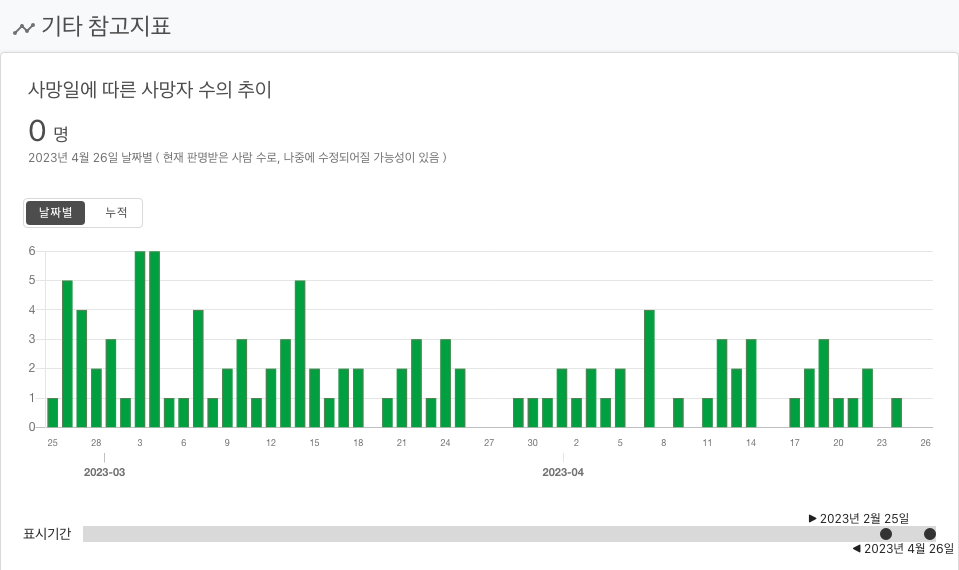 기타 참고지표
사망일에 따른 사망자 수의 추이
0 명
2023년 4월 26일 날짜별 ( 현재 판명받은 사람 수로, 나중에 수정되어질 가능성이 있음 )
날짜별 누적
6
5
4
3
2
1
0
25 28 3 6 9 12 15 18 21 24 27 30 2 5 8 11 14 17 20 23 26
2023-03 2023-04
▶ 2023년 2월 25일
표시기간
◀ 2023년 4월 26일